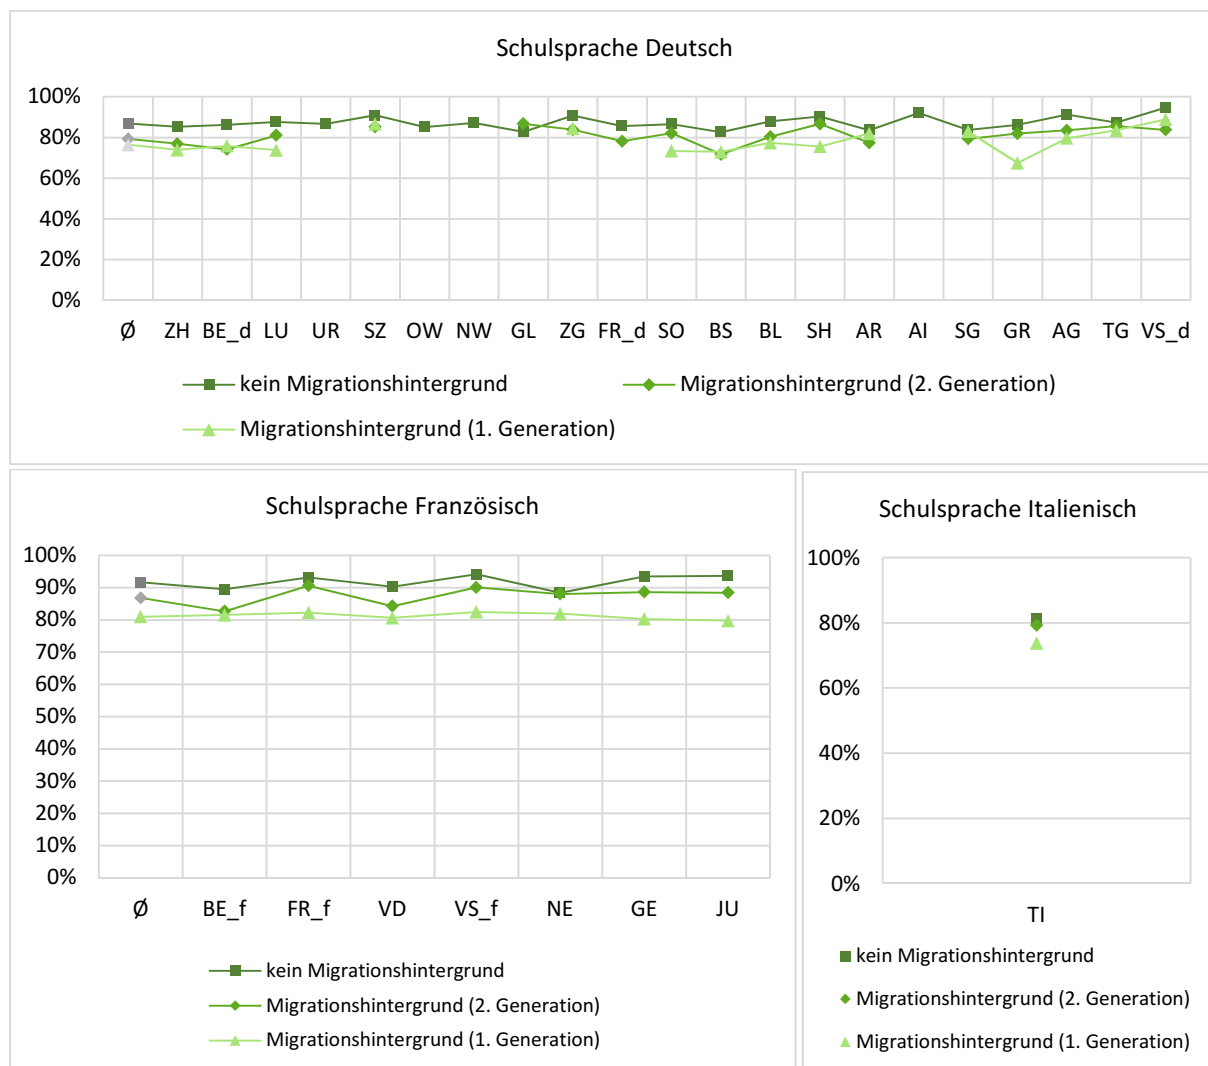 Schulsprache Deutsch
100%
80%
60%
40%
20%
0%
Ø ZH BE_d LU UR SZ OW NW GL ZG FR_d SO BS BL SH AR AI SG GR AG TG VS_d
kein Migrationshintergrund
Migrationshintergrund (2. Generation)
Migrationshintergrund (1. Generation)
Schulsprache Französisch
100%
90%
80%
70%
60%
50%
40%
30%
20%
10%
0%
Ø BE_f FR_f VD VS_f NE GE JU
kein Migrationshintergrund
Migrationshintergrund (2. Generation)
Migrationshintergrund (1. Generation)
Schulsprache Italienisch
100%
80%
60%
40%
20%
0%
TI
kein Migrationshintergrund
Migrationshintergrund (2. Generation)
Migrationshintergrund (1. Generation)